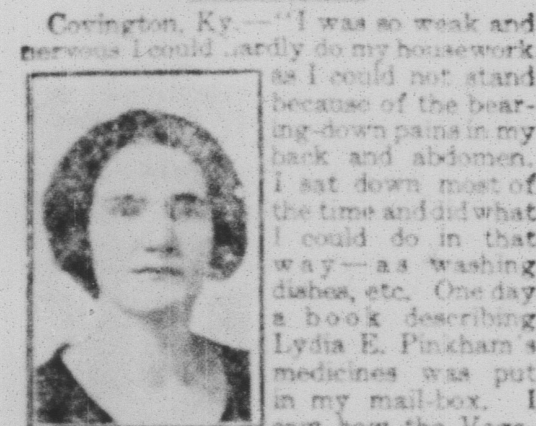 Covington, Ky.—"I was so weak and
nervous I could hardly do my housework
as I could not stand
because of the bear-
ing-down pains in my
back and abdomen.
I sat down most of
the time and did what
I could do in that
way—as washing
dishes, etc. One day
a book describing
Lydia E. Pinkham's
medicines was put
in my mail-box. I
how the Vege-